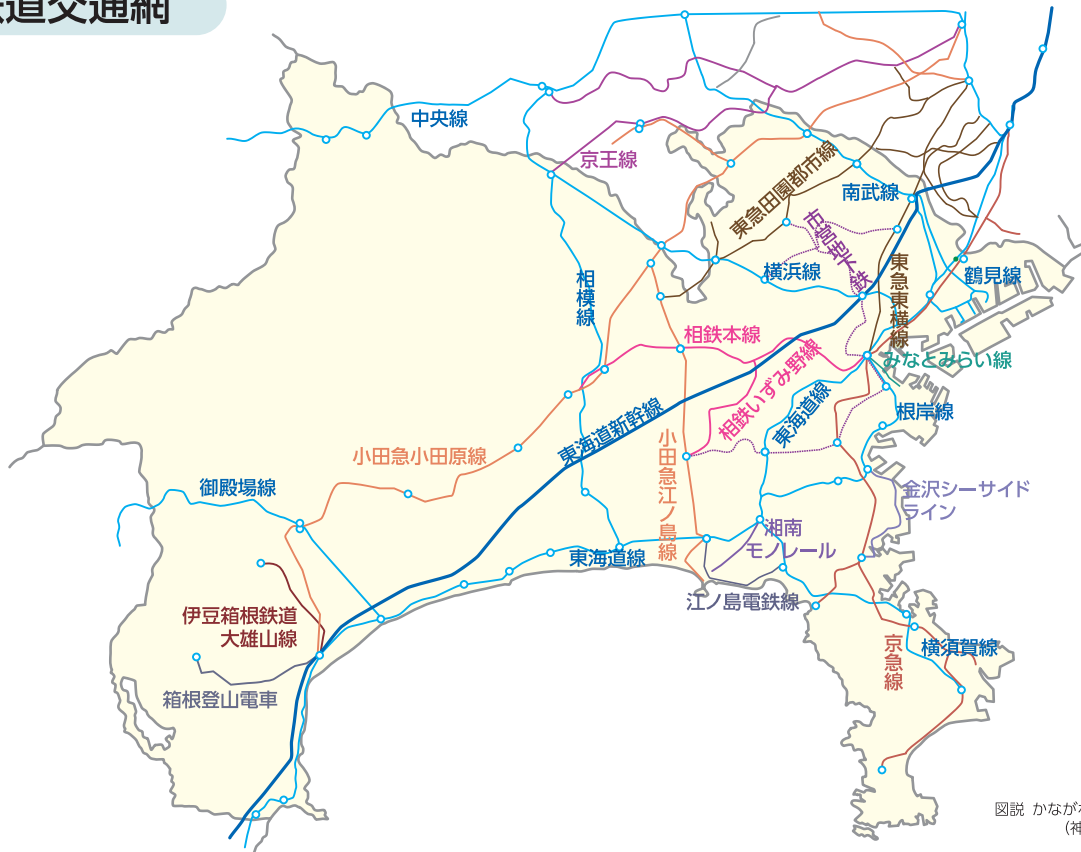 道交通網
中央線
京王線
東急田園都市線
南武線
市営地下鉄
横浜線
東急東横線
鶴見線
相模線
相鉄本線
みなとみらい線
相鉄いずみ野線
東海道線
根岸線
東海道新幹線
小田急小田原線
小田急江ノ島線
御殿場線
金沢シーサイド
ライン
湘南
モノレール
東海道線
江ノ島電鉄線
伊豆箱根鉄道
大雄山線
京急線
横須賀線
箱根登山電車
図説 かながわ
(神